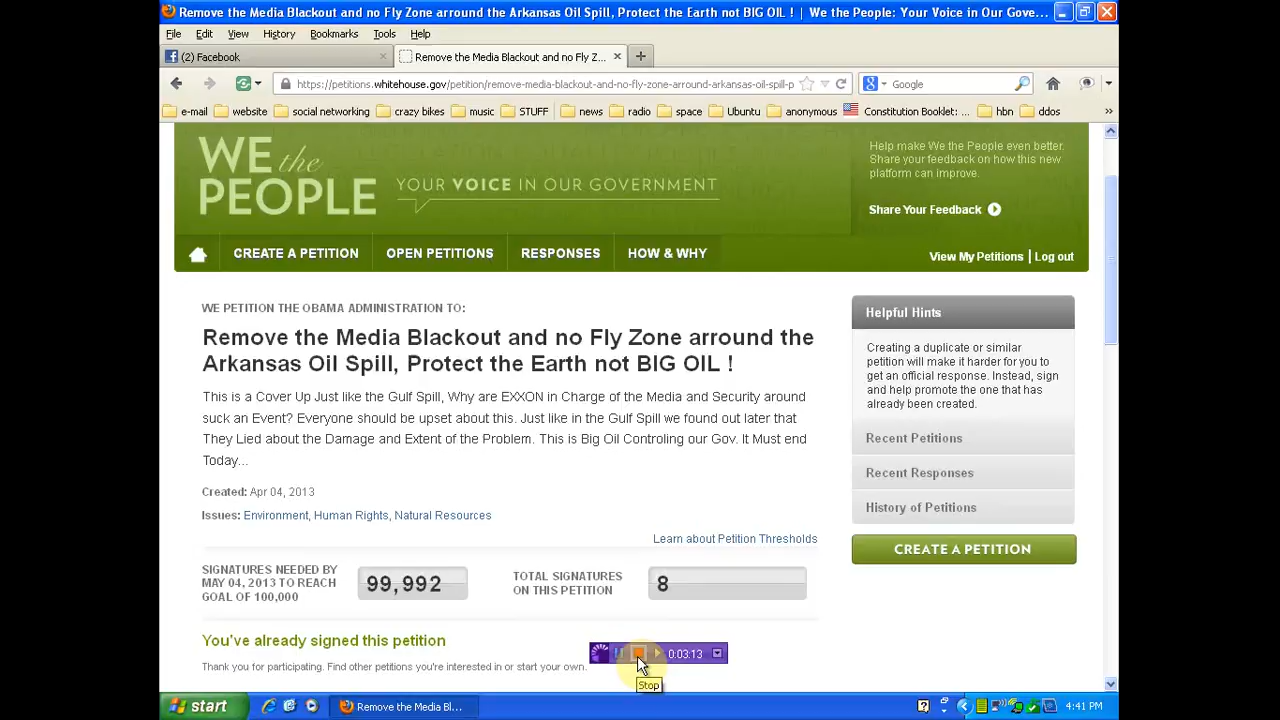 Remove the Media Blackout and no Fly Zone arround the Arkansas Oil Spill, Protect the Earth not BIG OIL ! | We the People: Your Voice in Our Gove...
File Edit View History Bookmarks Tools Help
(2) Facebook
Remove the Media Blackout and no Fly Z...
https://petitions.whitehouse.gov/petition/remove-media-blackout-and-no-fly-zone-arround-arkansas-oil-spill-p
Google
e-mail website social networking crazy bikes music STUFF news radio space Ubuntu anonymous Constitution Booklet: ... hbn ddos
WE the PEOPLE
YOUR VOICE IN OUR GOVERNMENT
Help make We the People even better.
Share your feedback on how this new
platform can improve.
Share Your Feedback
CREATE A PETITION OPEN PETITIONS RESPONSES HOW & WHY
View My Petitions | Log out
WE PETITION THE OBAMA ADMINISTRATION TO:
Remove the Media Blackout and no Fly Zone arround the
Arkansas Oil Spill, Protect the Earth not BIG OIL !
This is a Cover Up Just like the Gulf Spill, Why are EXXON in Charge of the Media and Security around
suck an Event? Everyone should be upset about this. Just like in the Gulf Spill we found out later that
They Lied about the Damage and Extent of the Problem. This is Big Oil Controling our Gov. It Must end
Today...
Created: Apr 04, 2013
Issues: Environment, Human Rights, Natural Resources
Learn about Petition Thresholds
SIGNATURES NEEDED BY
MAY 04, 2013 TO REACH
GOAL OF 100,000
99,992
TOTAL SIGNATURES
ON THIS PETITION
8
You've already signed this petition
Thank you for participating. Find other petitions you're interested in or start your own.
Helpful Hints
Creating a duplicate or similar
petition will make it harder for you to
get an official response. Instead, sign
and help promote the one that has
already been created.
Recent Petitions
Recent Responses
History of Petitions
CREATE A PETITION
0:03:13
Stop
start
Remove the Media Bl...
4:41 PM